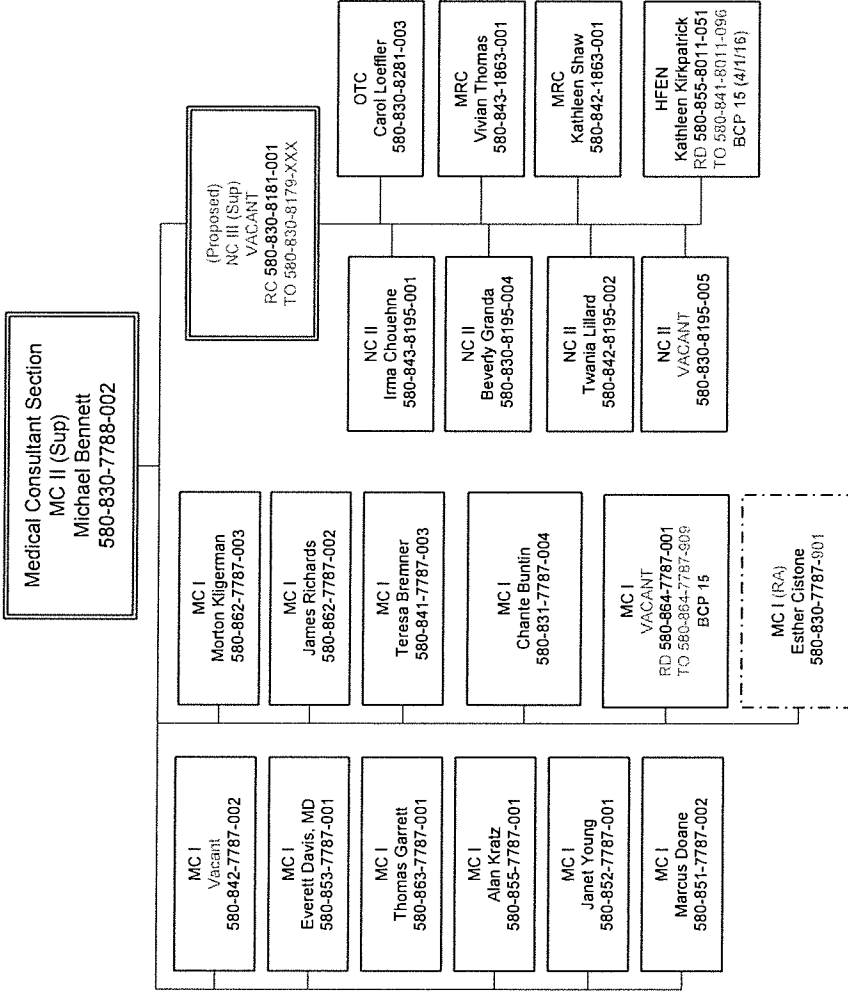 Medical Consultant Section
MC II (Sup)
Michael Bennett
580-830-7788-002
(Proposed)
NC III (Sup)
VACANT
RC 580-830-8181-001
TO 580-830-8179-XXX
MC I
Vacant
580-842-7787-002
MC I
Everett Davis, MD
580-853-7787-001
MC I
Thomas Garrett
580-863-7787-001
MC I
Alan Kratz
580-855-7787-001
MC I
Janet Young
580-852-7787-001
MC I
Marcus Doane
580-851-7787-002
MC I
Morton Kligerman
580-862-7787-003
MC I
James Richards
580-862-7787-002
MC I
Teresa Bremner
580-841-7787-003
MC I
Chante Buntin
580-831-7787-004
MC I
VACANT
RD 580-864-7787-001
TO 580-864-7787-909
BCP 15
MC I (RA)
Esther Cistone
580-830-7787-901
NC II
Irma Chouehne
580-843-8195-001
NC II
Beverly Granda
580-830-8195-004
NC II
Twania Lillard
580-842-8195-002
NC II
VACANT
580-830-8195-005
OTC
Carol Loeffler
580-830-8281-003
MRC
Vivian Thomas
580-843-1863-001
MRC
Kathleen Shaw
580-842-1863-001
HFEN
Kathleen Kirkpatrick
RD 580-855-8011-051
TO 580-841-8011-096
BCP 15 (4/1/16)